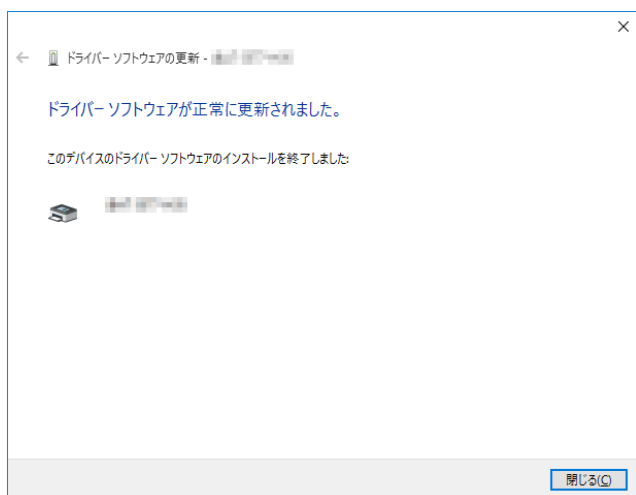 ドライバー ソフトウェアの更新 -
ドライバー ソフトウェアが正常に更新されました。
このデバイスのドライバー ソフトウェアのインストールを終了しました:
閉じる(C)